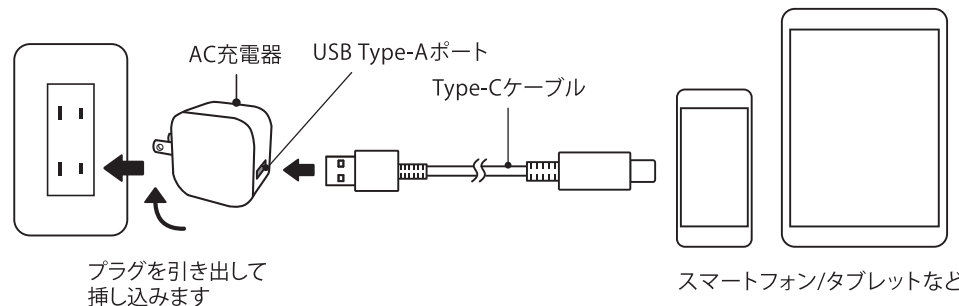 AC充電器
USB Type-Aポート
Type-Cケーブル
プラグを引き出して
挿し込みます
スマートフォン/タブレットなど